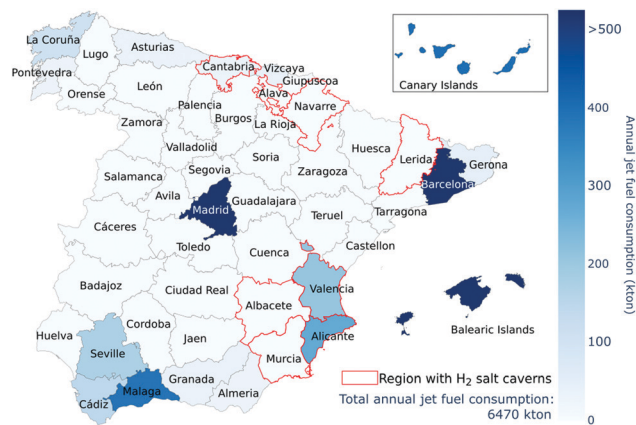 La Coruña
Lugo
Asturias
Cantabria
Vizcaya
Giupuscoa
Pontevedra
Orense
León
Palencia
Burgos
Álava
La Rioja
Navarre
Zamora
Valladolid
Soria
Huesca
Zaragoza
Lerida
Gerona
Barcelona
Tarragona
Salamanca
Segovia
Avila
Madrid
Guadalajara
Teruel
Castellon
Cáceres
Toledo
Cuenca
Valencia
Badajoz
Ciudad Real
Albacete
Alicante
Balearic Islands
Huelva
Cordoba
Jaen
Murcia
Seville
Cádiz
Malaga
Granada
Almeria
Canary Islands
Region with H₂ salt caverns
Total annual jet fuel consumption:
6470 kton
>500
400
300
200
100
0
Annual jet fuel consumption (kton)